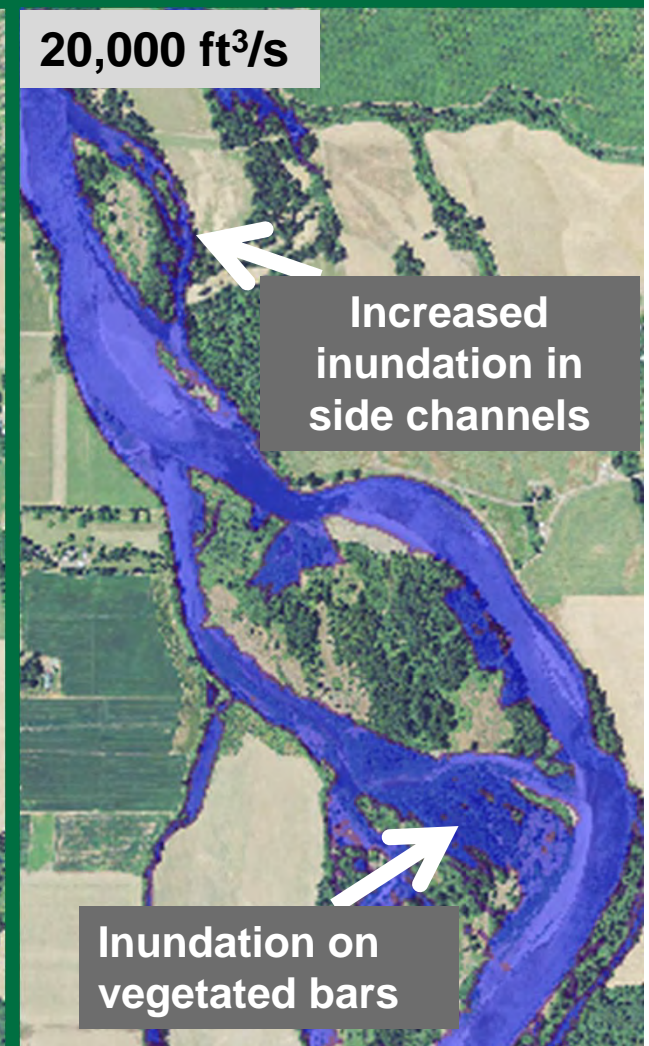 20,000 ft³/s
Increased
inundation in
side channels
Inundation on
vegetated bars